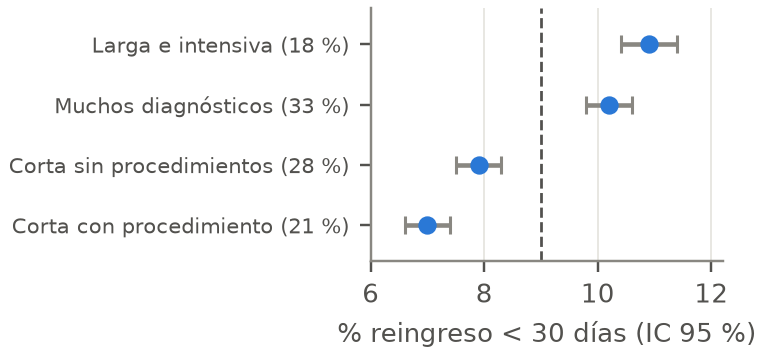 Larga e intensiva (18 %)
Muchos diagnósticos (33 %)
Corta sin procedimientos (28 %)
Corta con procedimiento (21 %)
6 8 10 12
% reingreso < 30 días (IC 95 %)